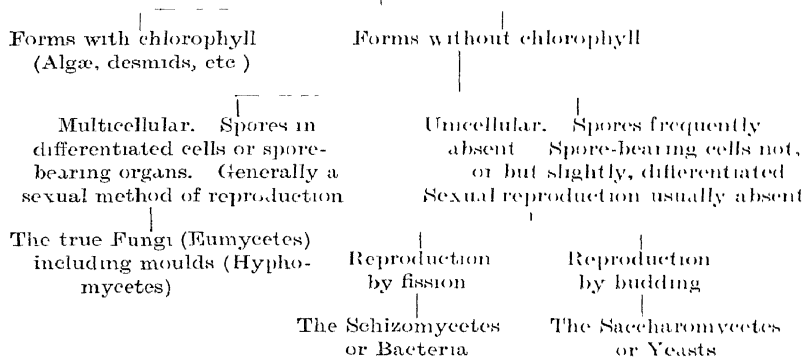 Forms with chlorophyll
(Algæ, desmids, etc )
Forms without chlorophyll
Multicellular. Spores in
differentiated cells or spore-
bearing organs. Generally a
sexual method of reproduction
Unicellular. Spores frequently
absent Spore-bearing cells not,
or but slightly, differentiated
Sexual reproduction usually absent
The true Fungi (Eumycetes)
including moulds (Hypho-
mycetes)
Reproduction
by fission
Reproduction
by budding
The Schizomycetes
or Bacteria
The Saccharomycetes
or Yeasts